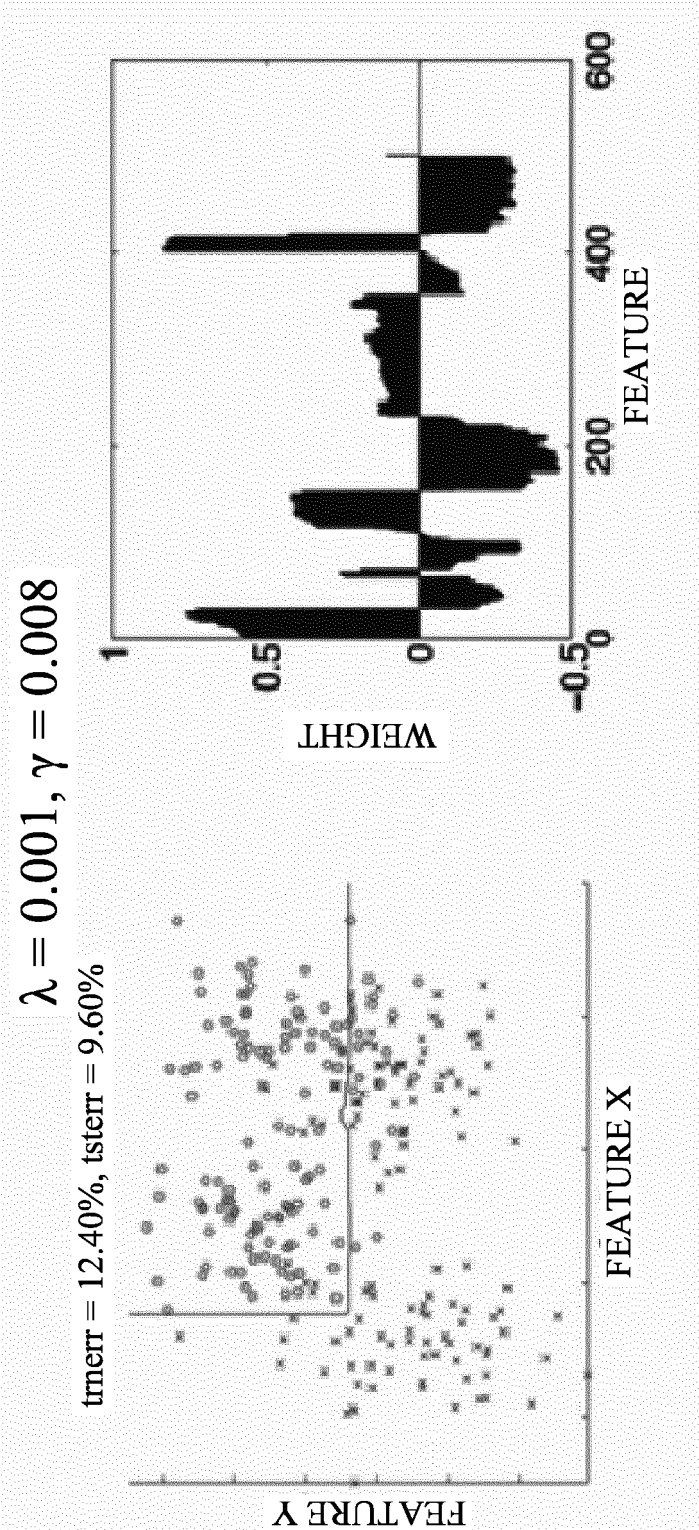 λ = 0.001, γ = 0.008
trnerr = 12.40%, tsterr = 9.60%
FEATURE Y
FEATURE X
WEIGHT
1
0.5
0
-0.5
0
200
400
600
FEATURE